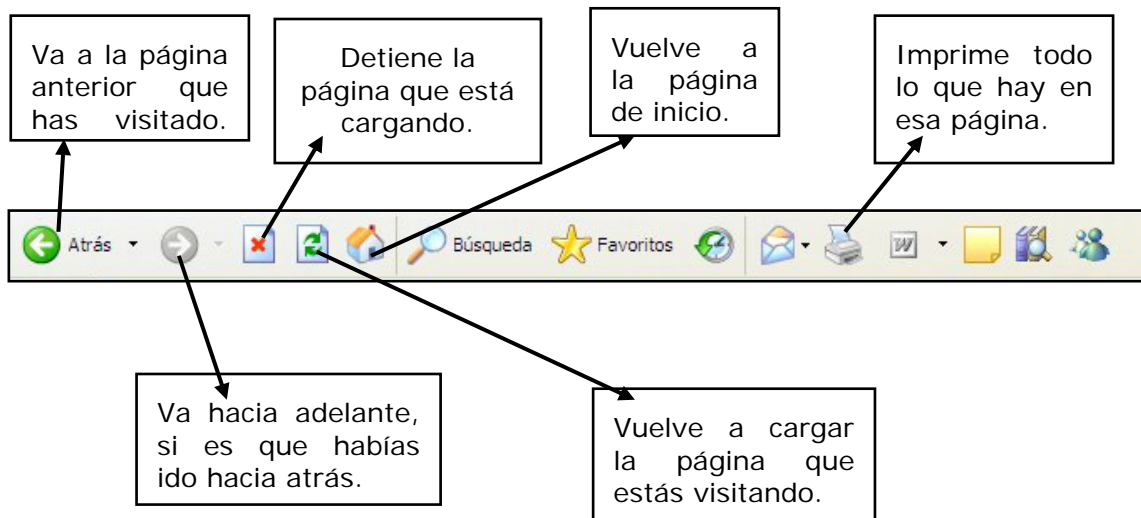 Va a la página
anterior que
has visitado.
Detiene la
página que está
cargando.
Vuelve a
la página
de inicio.
Imprime todo
lo que hay en
esa página.
Atrás
Búsqueda
Favoritos
W
Va hacia adelante,
si es que habías
ido hacia atrás.
Vuelve a cargar
la página que
estás visitando.